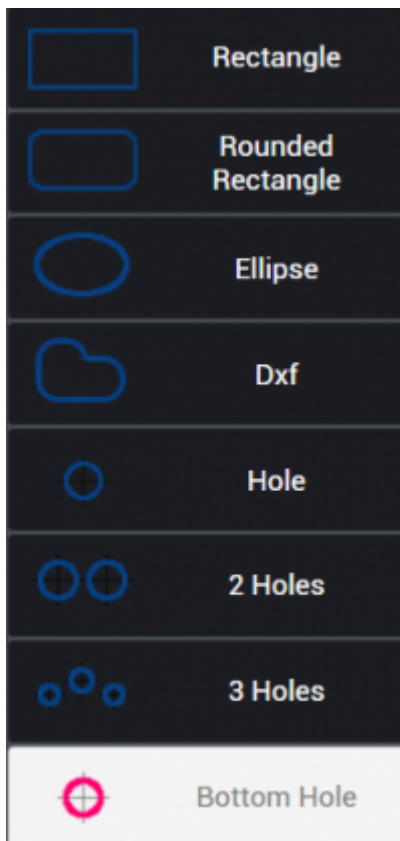 Rectangle
Rounded
Rectangle
Ellipse
Dxf
Hole
2 Holes
3 Holes
Bottom Hole